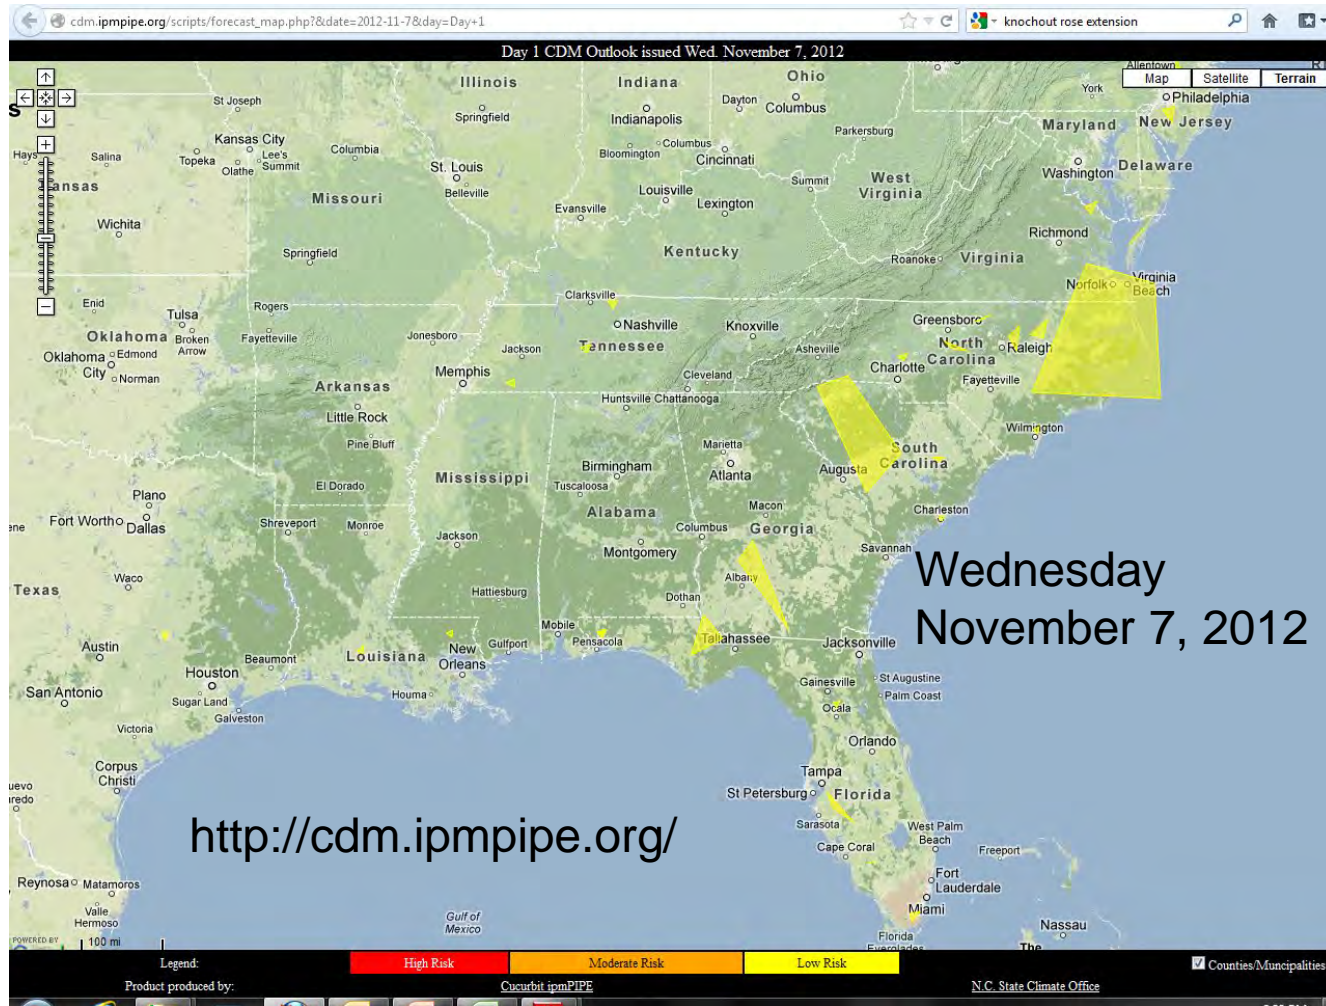 cdm.ipmpipe.org/scripts/forecast_map.php?&date=2012-11-7&day=Day+1
knochout rose extension
Day 1 CDM Outlook issued Wed. November 7, 2012
Map Satellite Terrain
Allentown
Illinois Indiana Ohio
York
Philadelphia
St Joseph
Springfield
Indianapolis
Dayton Columbus
Parkersburg
Maryland New Jersey
Kansas City
Hays Salina Topeka Lee's Summit
Olathe
Columbia
St. Louis
Belleville
Bloomington Columbus
Cincinnati
Summit
West Virginia
Washington Delaware
Kansas
Missouri
Louisville
Lexington
Evansville
Wichita
Richmond
Springfield
Kentucky
Roanoke Virginia
Norfolk Virginia Beach
Clarksville
Enid
Tulsa
Rogers
Oklahoma Broken Arrow
Fayetteville
Jonesboro
Nashville
Knoxville
Greensboro
Oklahoma City Edmond
Norman
Jackson Tennessee
Asheville
North Carolina
Raleigh
Charlotte
Memphis
Cleveland
Fayetteville
Arkansas
Huntsville Chattanooga
Little Rock
Wilmington
Pine Bluff
Marietta
South Carolina
Birmingham
Atlanta
Augusta
Mississippi
Tuscaloosa
El Dorado
Plano
Macon
Alabama
Charleston
Fort Worth Dallas
Shreveport Monroe
Columbus Georgia
Jackson
Montgomery
Savannah
Wednesday
November 7, 2012
Waco
Texas
Albany
Hattiesburg
Dothan
Mobile
Austin
Pensacola Tallahassee Jacksonville
Gulfport
New Orleans
Louisiana
Beaumont
Houston
Gainesville St Augustine
San Antonio
Sugar Land
Houma
Palm Coast
Galveston
Ocala
Victoria
Orlando
Corpus Christi
Tampa
St Petersburg Florida
http://cdm.ipmpipe.org/
Sarasota
West Palm Beach
Cape Coral
Freeport
Fort Lauderdale
Reynosa Matamoros
Miami
Valle Hermoso
Gulf of Mexico
Nassau
Florida Everglades
The
POWERED BY
100 mi
Legend: High Risk Moderate Risk Low Risk
Counties/Muncipalities
Product produced by: Cucurbit ipmPIPE N.C. State Climate Office